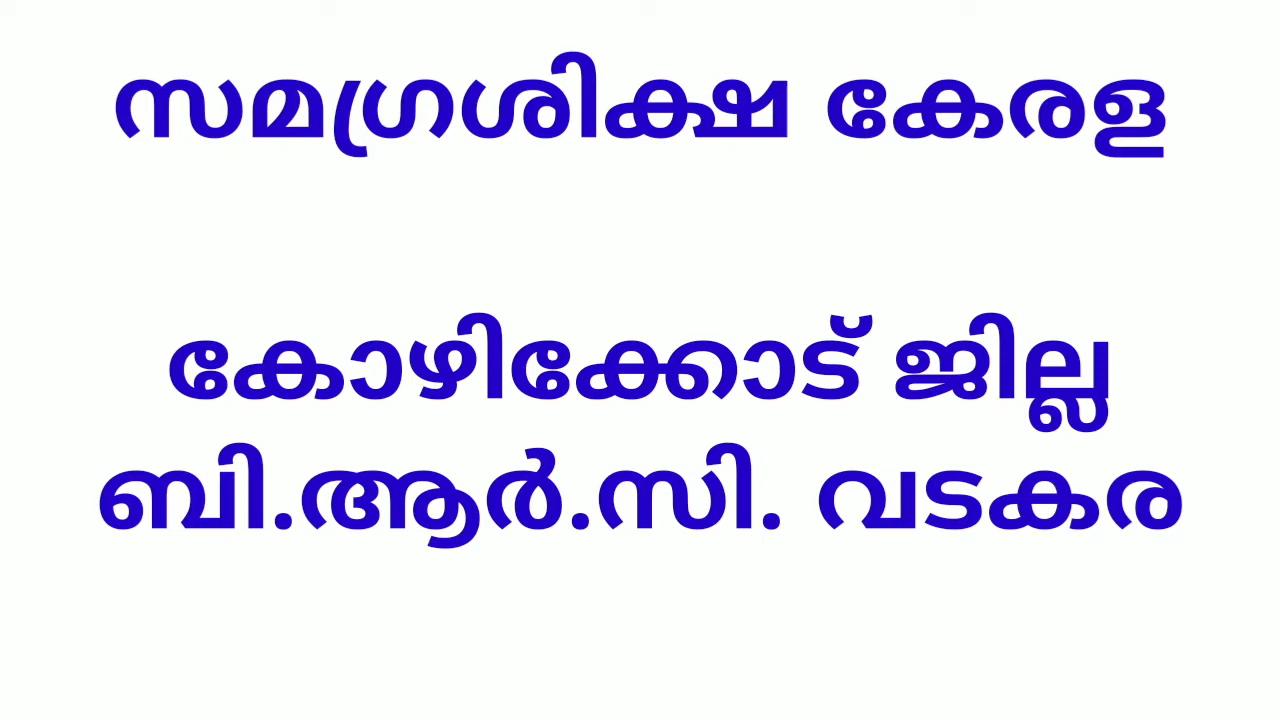 സമഗ്രശിക്ഷ കേരള
കോഴിക്കോട് ജില്ല
ബി.ആർ.സി. വടകര